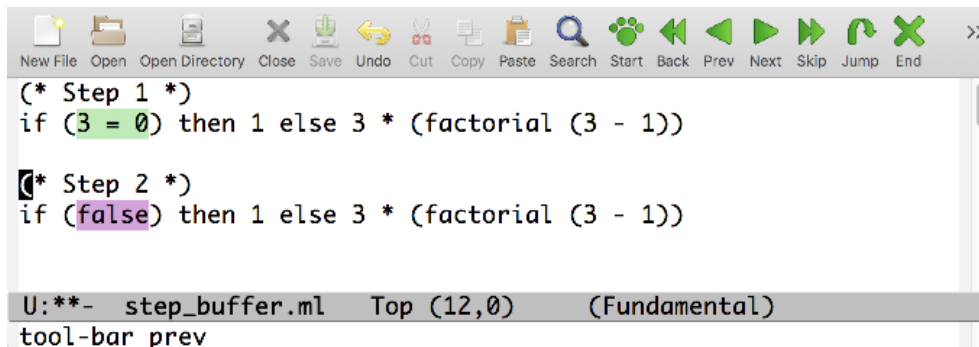 New File Open Open Directory Close Save Undo Cut Copy Paste Search Start Back Prev Next Skip Jump End »
(* Step 1 *)
if (3 = 0) then 1 else 3 * (factorial (3 - 1))
(* Step 2 *)
if (false) then 1 else 3 * (factorial (3 - 1))
U:**- step_buffer.ml Top (12,0) (Fundamental)
tool-bar prev